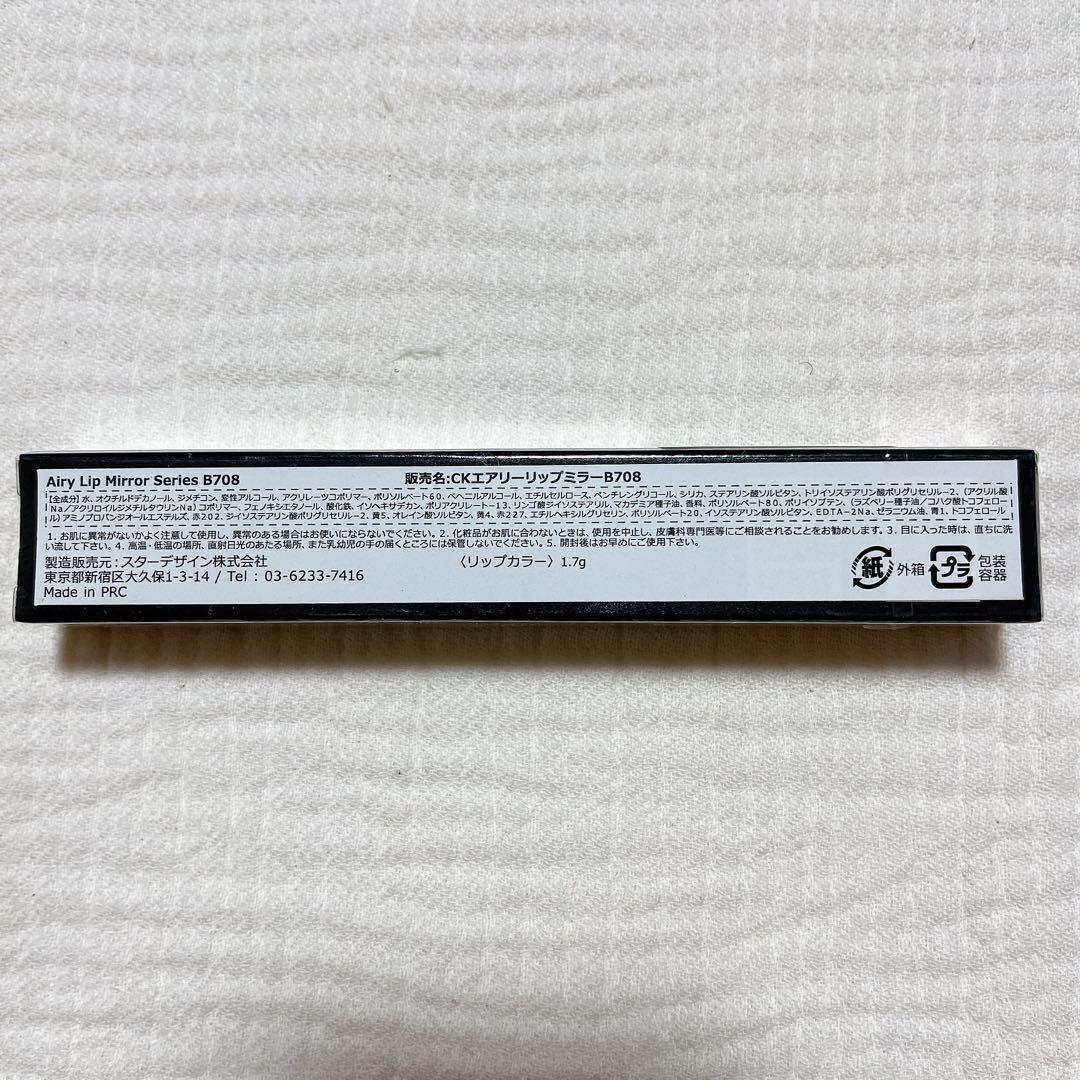 Airy Lip Mirror Series B708 販売名:CKエアリーリップミラーB708
【全成分】水、オクチルドデカノール、ジメチコン、変性アルコール、アクリレーツコポリマー、ポリソルベート60、ベヘニルアルコール、エチルセルロース、ペンチレングリコール、シリカ、ステアリン酸ソルビタン、トリイソステアリン酸ポリグリセリル-2、(アクリル酸
Na/アクリロイルジメチルタウリンNa)コポリマー、フェノキシエタノール、酸化鉄、イソヘキサデカン、ポリアクリレート-13、リンゴ酸ジイソステアリル、マカデミア種子油、香料、ポリソルベート80、ポリイソブテン、(ラズベリー種子油/コハク酸トコフェロー
ル)アミノプロパンジオールエステルズ、赤202、ジイソステアリン酸ポリグリセリル-2、黄5、オレイン酸ソルビタン、黄4、赤227、エチルヘキシルグリセリン、ポリソルベート20、イソステアリン酸ソルビタン、EDTA-2Na、ゼラニウム油、青1、トコフェロール
1. お肌に異常がないかよく注意して使用し、異常のある場合はお使いにならないでください。2. 化粧品がお肌に合わないときは、使用を中止し、皮膚科専門医等にご相談されることをお勧めします。3. 目に入った時は、直ちに洗
い流して下さい。4. 高温・低温の場所、直射日光のあたる場所、また乳幼児の手の届くところには保管しないでください。5. 開封後はお早めにご使用下さい。
製造販売元：スターデザイン株式会社 〈リップカラー〉1.7g
東京都新宿区大久保1-3-14 / Tel : 03-6233-7416
Made in PRC
紙 外箱 プラ 包装
容器